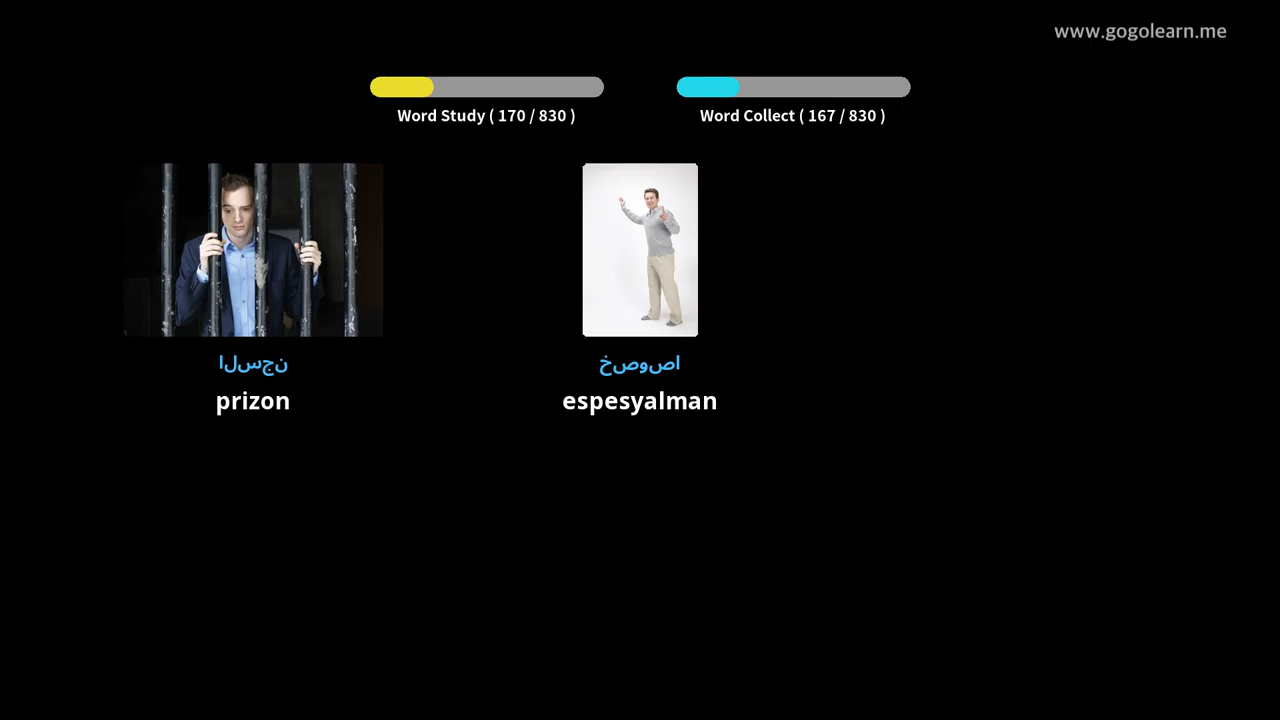 www.gogolearn.me
Word Study ( 170 / 830 )
Word Collect ( 167 / 830 )
السجن
prizon
خصوصا
espesyalman